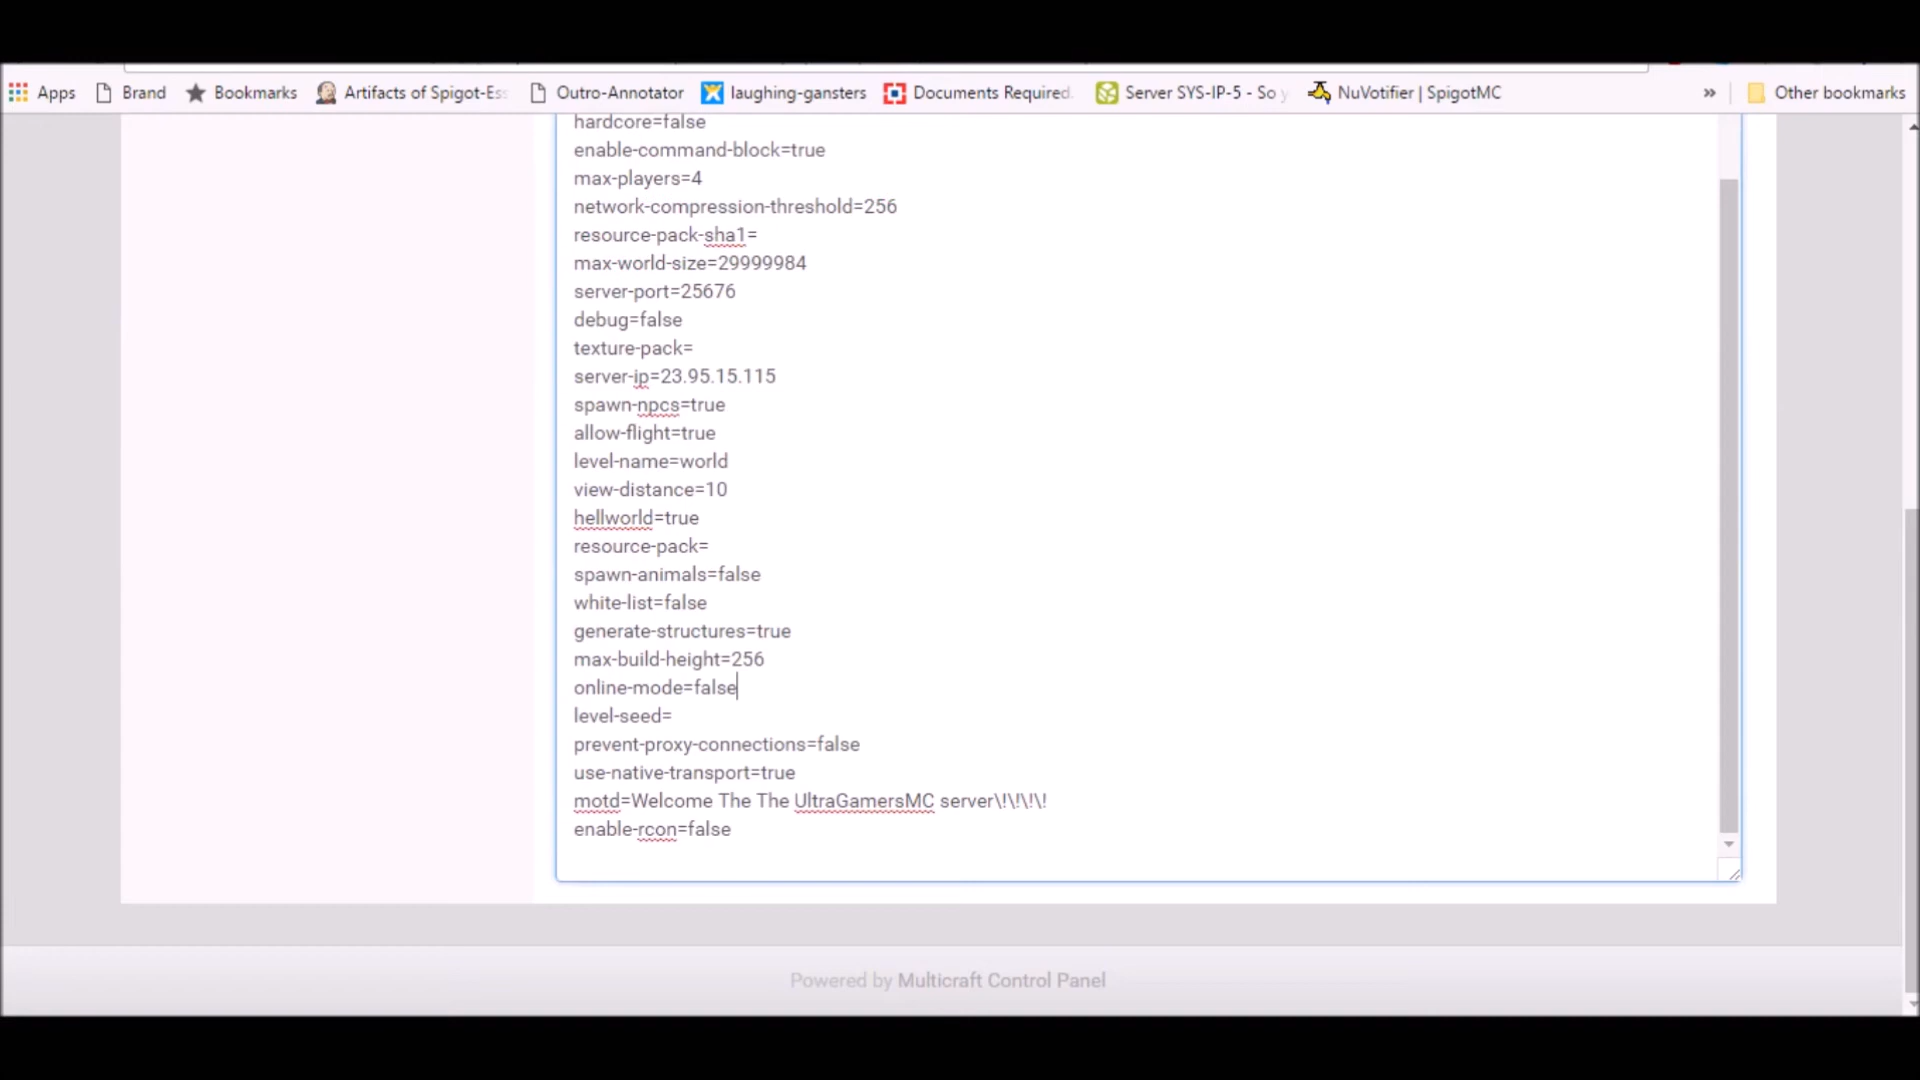 Apps Brand Bookmarks Artifacts of Spigot-Ess Outro-Annotator laughing-gansters Documents Required. Server SYS-IP-5 - So y NuVotifier | SpigotMC » Other bookmarks
hardcore=false
enable-command-block=true
max-players=4
network-compression-threshold=256
resource-pack-sha1=
max-world-size=29999984
server-port=25676
debug=false
texture-pack=
server-ip=23.95.15.115
spawn-npcs=true
allow-flight=true
level-name=world
view-distance=10
hellworld=true
resource-pack=
spawn-animals=false
white-list=false
generate-structures=true
max-build-height=256
online-mode=false
level-seed=
prevent-proxy-connections=false
use-native-transport=true
motd=Welcome The The UltraGamersMC server\!\!\!\!
enable-rcon=false
Powered by Multicraft Control Panel